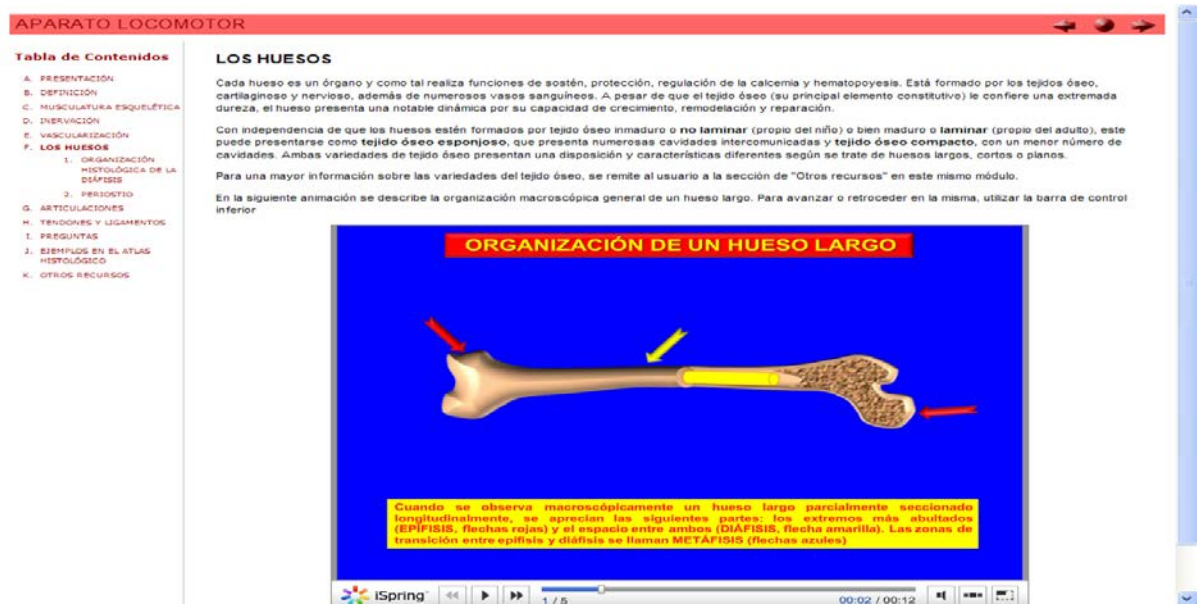 APARATO LOCOMOTOR
Tabla de Contenidos
A. PRESENTACIÓN
B. DEFINICIÓN
C. MUSCULATURA ESQUELÉTICA
D. INERVACIÓN
E. VASCULARIZACIÓN
F. LOS HUESOS
1. ORGANIZACIÓN
HISTOLÓGICA DE LA
DIÁFISIS
2. PERIOSTIO
G. ARTICULACIONES
H. TENDONES Y LIGAMENTOS
I. PREGUNTAS
J. EJEMPLOS EN EL ATLAS
HISTOLÓGICO
K. OTROS RECURSOS
LOS HUESOS
Cada hueso es un órgano y como tal realiza funciones de sostén, protección, regulación de la calcemia y hematopoyesis. Está formado por los tejidos óseo,
cartilaginoso y nervioso, además de numerosos vasos sanguíneos. A pesar de que el tejido óseo (su principal elemento constitutivo) le confiere una extremada
dureza, el hueso presenta una notable dinámica por su capacidad de crecimiento, remodelación y reparación.
Con independencia de que los huesos estén formados por tejido óseo inmaduro o no laminar (propio del niño) o bien maduro o laminar (propio del adulto), este
puede presentarse como tejido óseo esponjoso, que presenta numerosas cavidades intercomunicadas y tejido óseo compacto, con un menor número de
cavidades. Ambas variedades de tejido óseo presentan una disposición y características diferentes según se trate de huesos largos, cortos o planos.
Para una mayor información sobre las variedades del tejido óseo, se remite al usuario a la sección de "Otros recursos" en este mismo módulo.
En la siguiente animación se describe la organización macroscópica general de un hueso largo. Para avanzar o retroceder en la misma, utilizar la barra de control
inferior
ORGANIZACIÓN DE UN HUESO LARGO
Cuando se observa macroscópicamente un hueso largo parcialmente seccionado
longitudinalmente, se aprecian las siguientes partes: los extremos más abultados
(EPÍFISIS, flechas rojas) y el espacio entre ambos (DIÁFISIS, flecha amarilla). Las zonas de
transición entre epífisis y diáfisis se llaman METÁFISIS (flechas azules)
iSpring
1 / 5
00:02 / 00:12